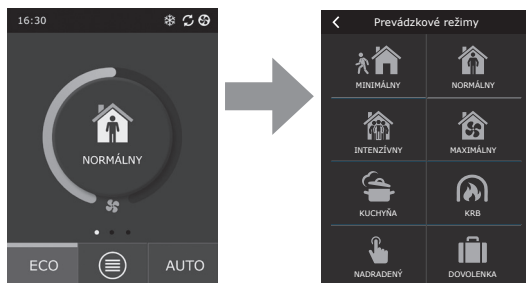 16:30
NORMÁLNY
ECO
AUTO
Prevádzkové režimy
MINIMÁLNY
NORMÁLNY
INTENZÍVNY
MAXIMÁLNY
KUCHYŇA
KRB
NADRADENÝ
DOVOLENKA